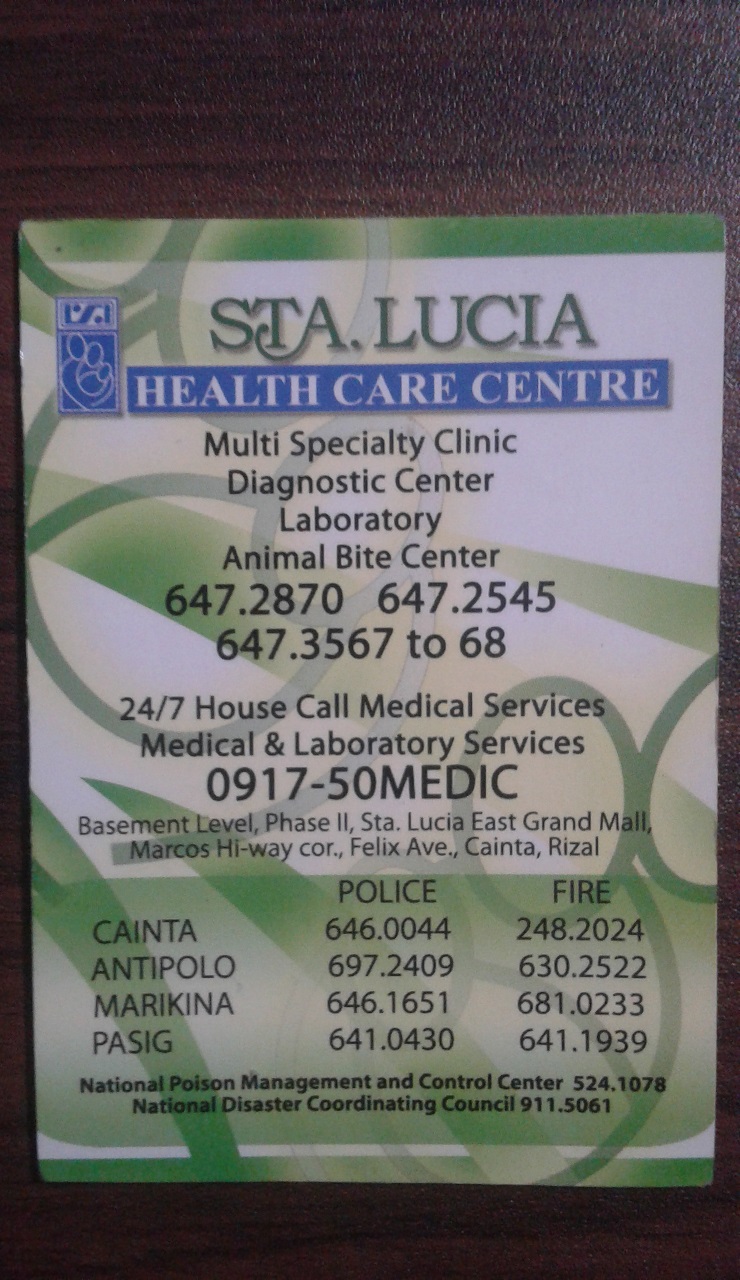 STA. LUCIA
HEALTH CARE CENTRE
Multi Specialty Clinic
Diagnostic Center
Laboratory
Animal Bite Center
647.2870 647.2545
647.3567 to 68
24/7 House Call Medical Services
Medical & Laboratory Services
0917-50MEDIC
Basement Level, Phase II, Sta. Lucia East Grand Mall,
Marcos Hi-way cor., Felix Ave., Cainta, Rizal
POLICE FIRE
CAINTA 646.0044 248.2024
ANTIPOLO 697.2409 630.2522
MARIKINA 646.1651 681.0233
PASIG 641.0430 641.1939
National Poison Management and Control Center 524.1078
National Disaster Coordinating Council 911.5061